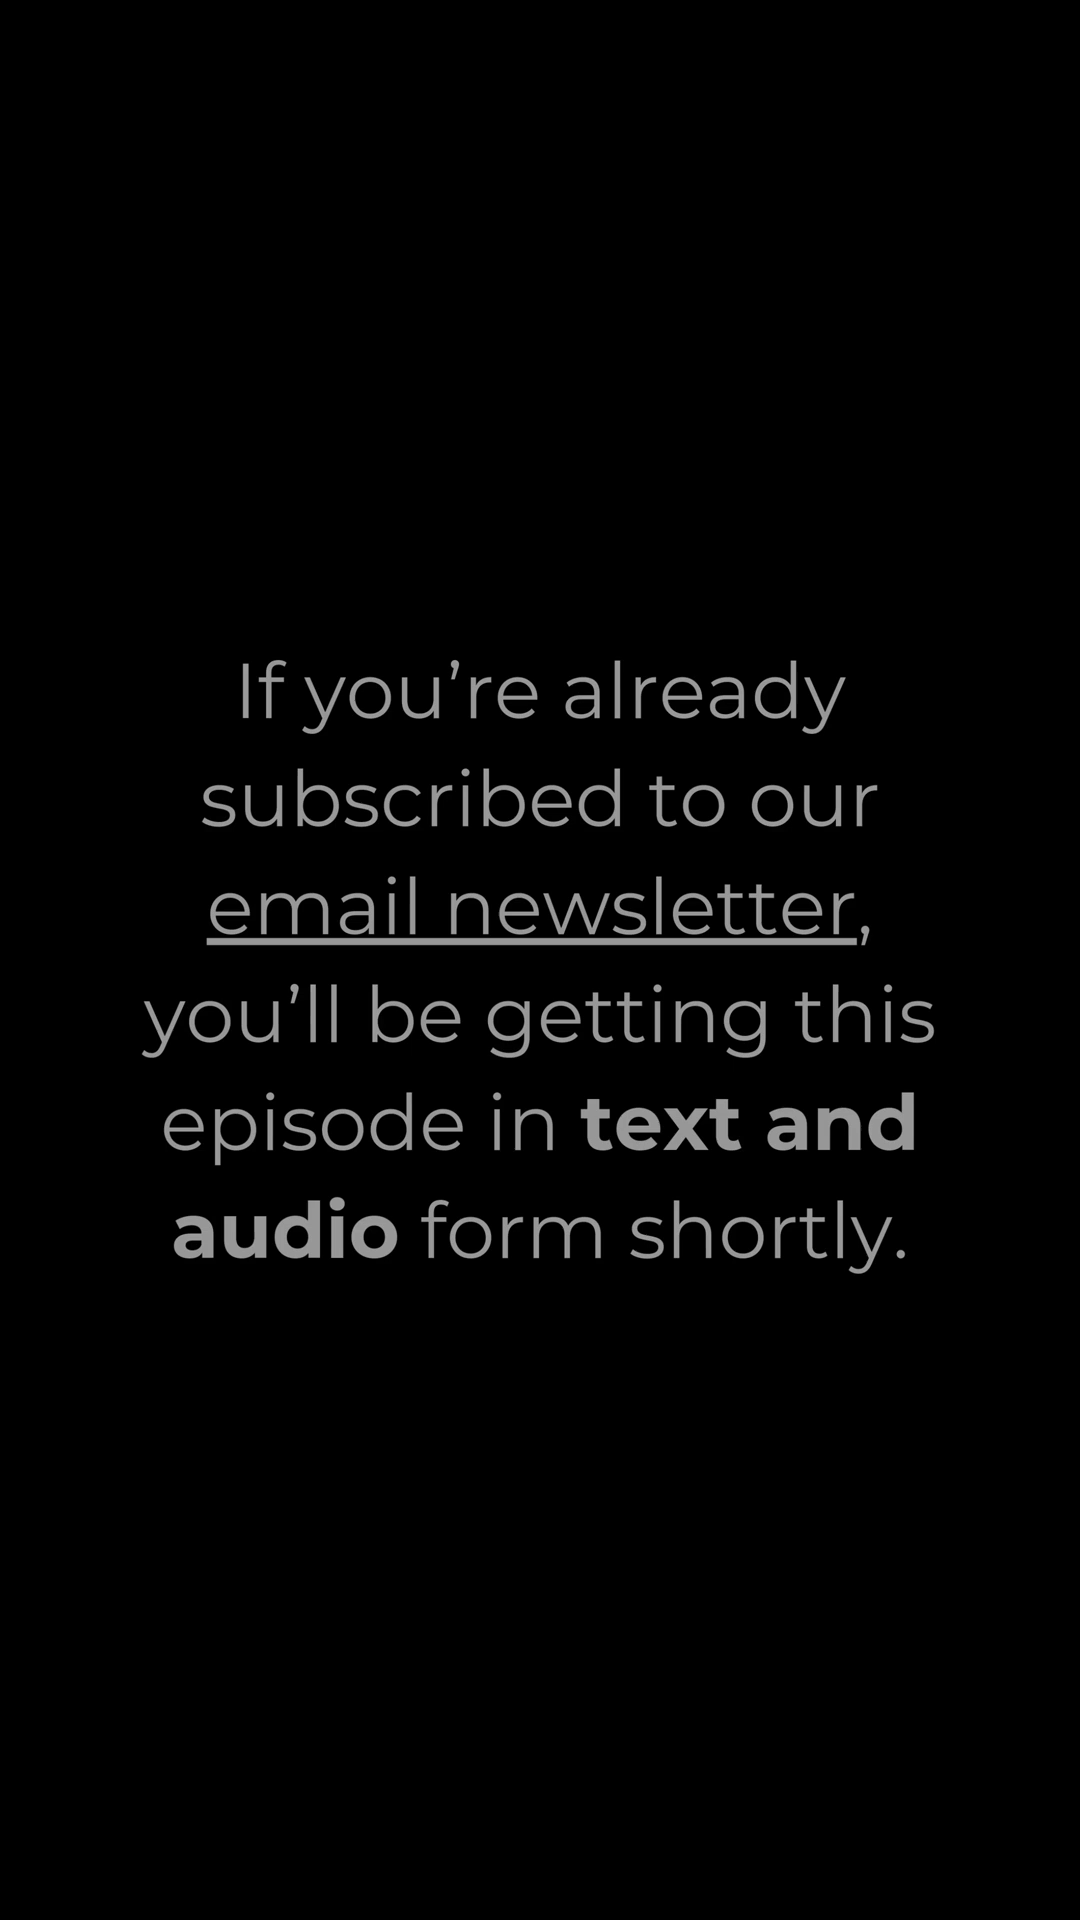 If you’re already
subscribed to our
email newsletter,
you’ll be getting this
episode in text and
audio form shortly.